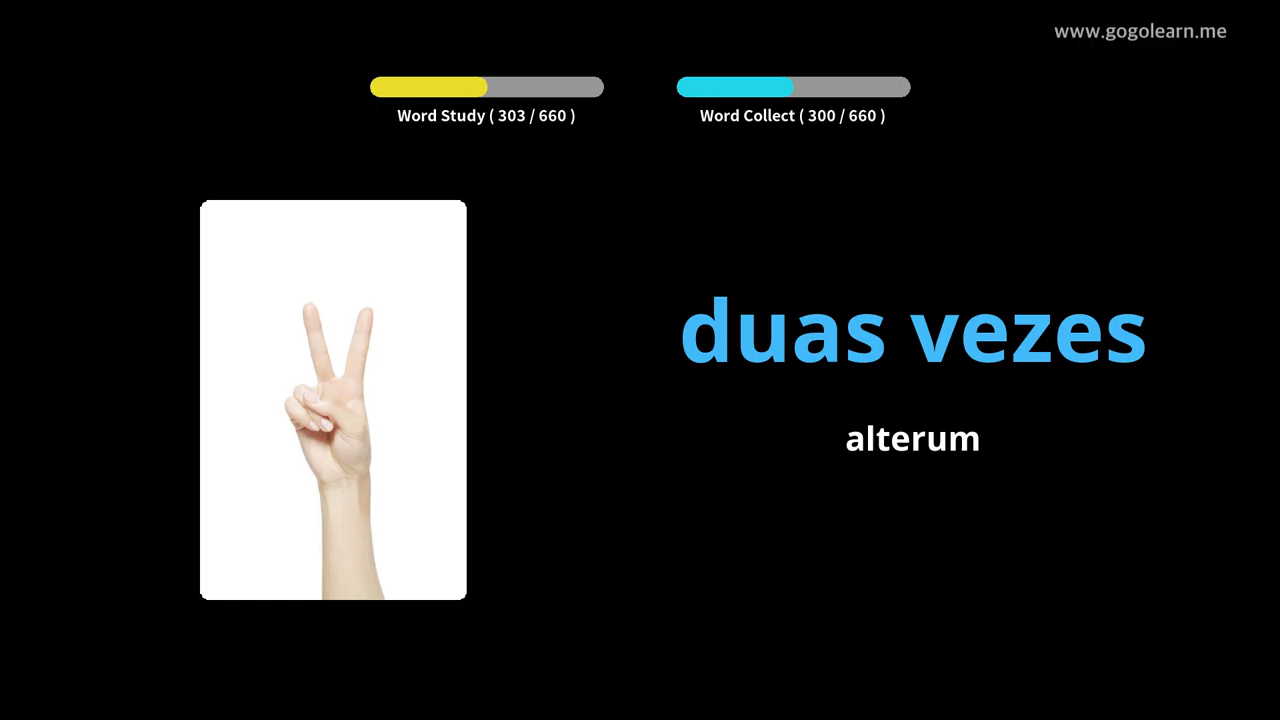 www.gogolearn.me
Word Study ( 303 / 660 )
Word Collect ( 300 / 660 )
duas vezes
alterum